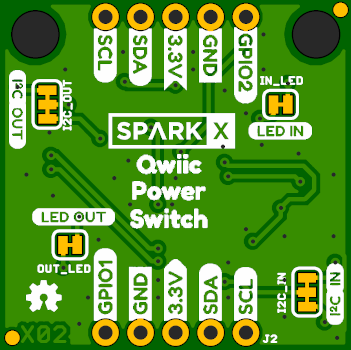 SCL
SDA
3.3V
GND
GPIO2
I²C OUT
I2C_OUT
IN_LED
LED IN
SPARK X
Qwiic
Power
Switch
LED OUT
OUT_LED
GPIO1
GND
3.3V
SDA
SCL
I2C_IN
I²C IN
X02
J2